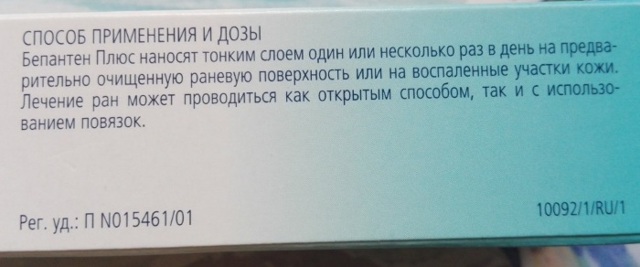 СПОСОБ ПРИМЕНЕНИЯ И ДОЗЫ
Бепантен Плюс наносят тонким слоем один или несколько раз в день на предва-
рительно очищенную раневую поверхность или на воспаленные участки кожи.
Лечение ран может проводиться как открытым способом, так и с использо-
ванием повязок.
Рег. уд.: П N015461/01
10092/1/RU/1